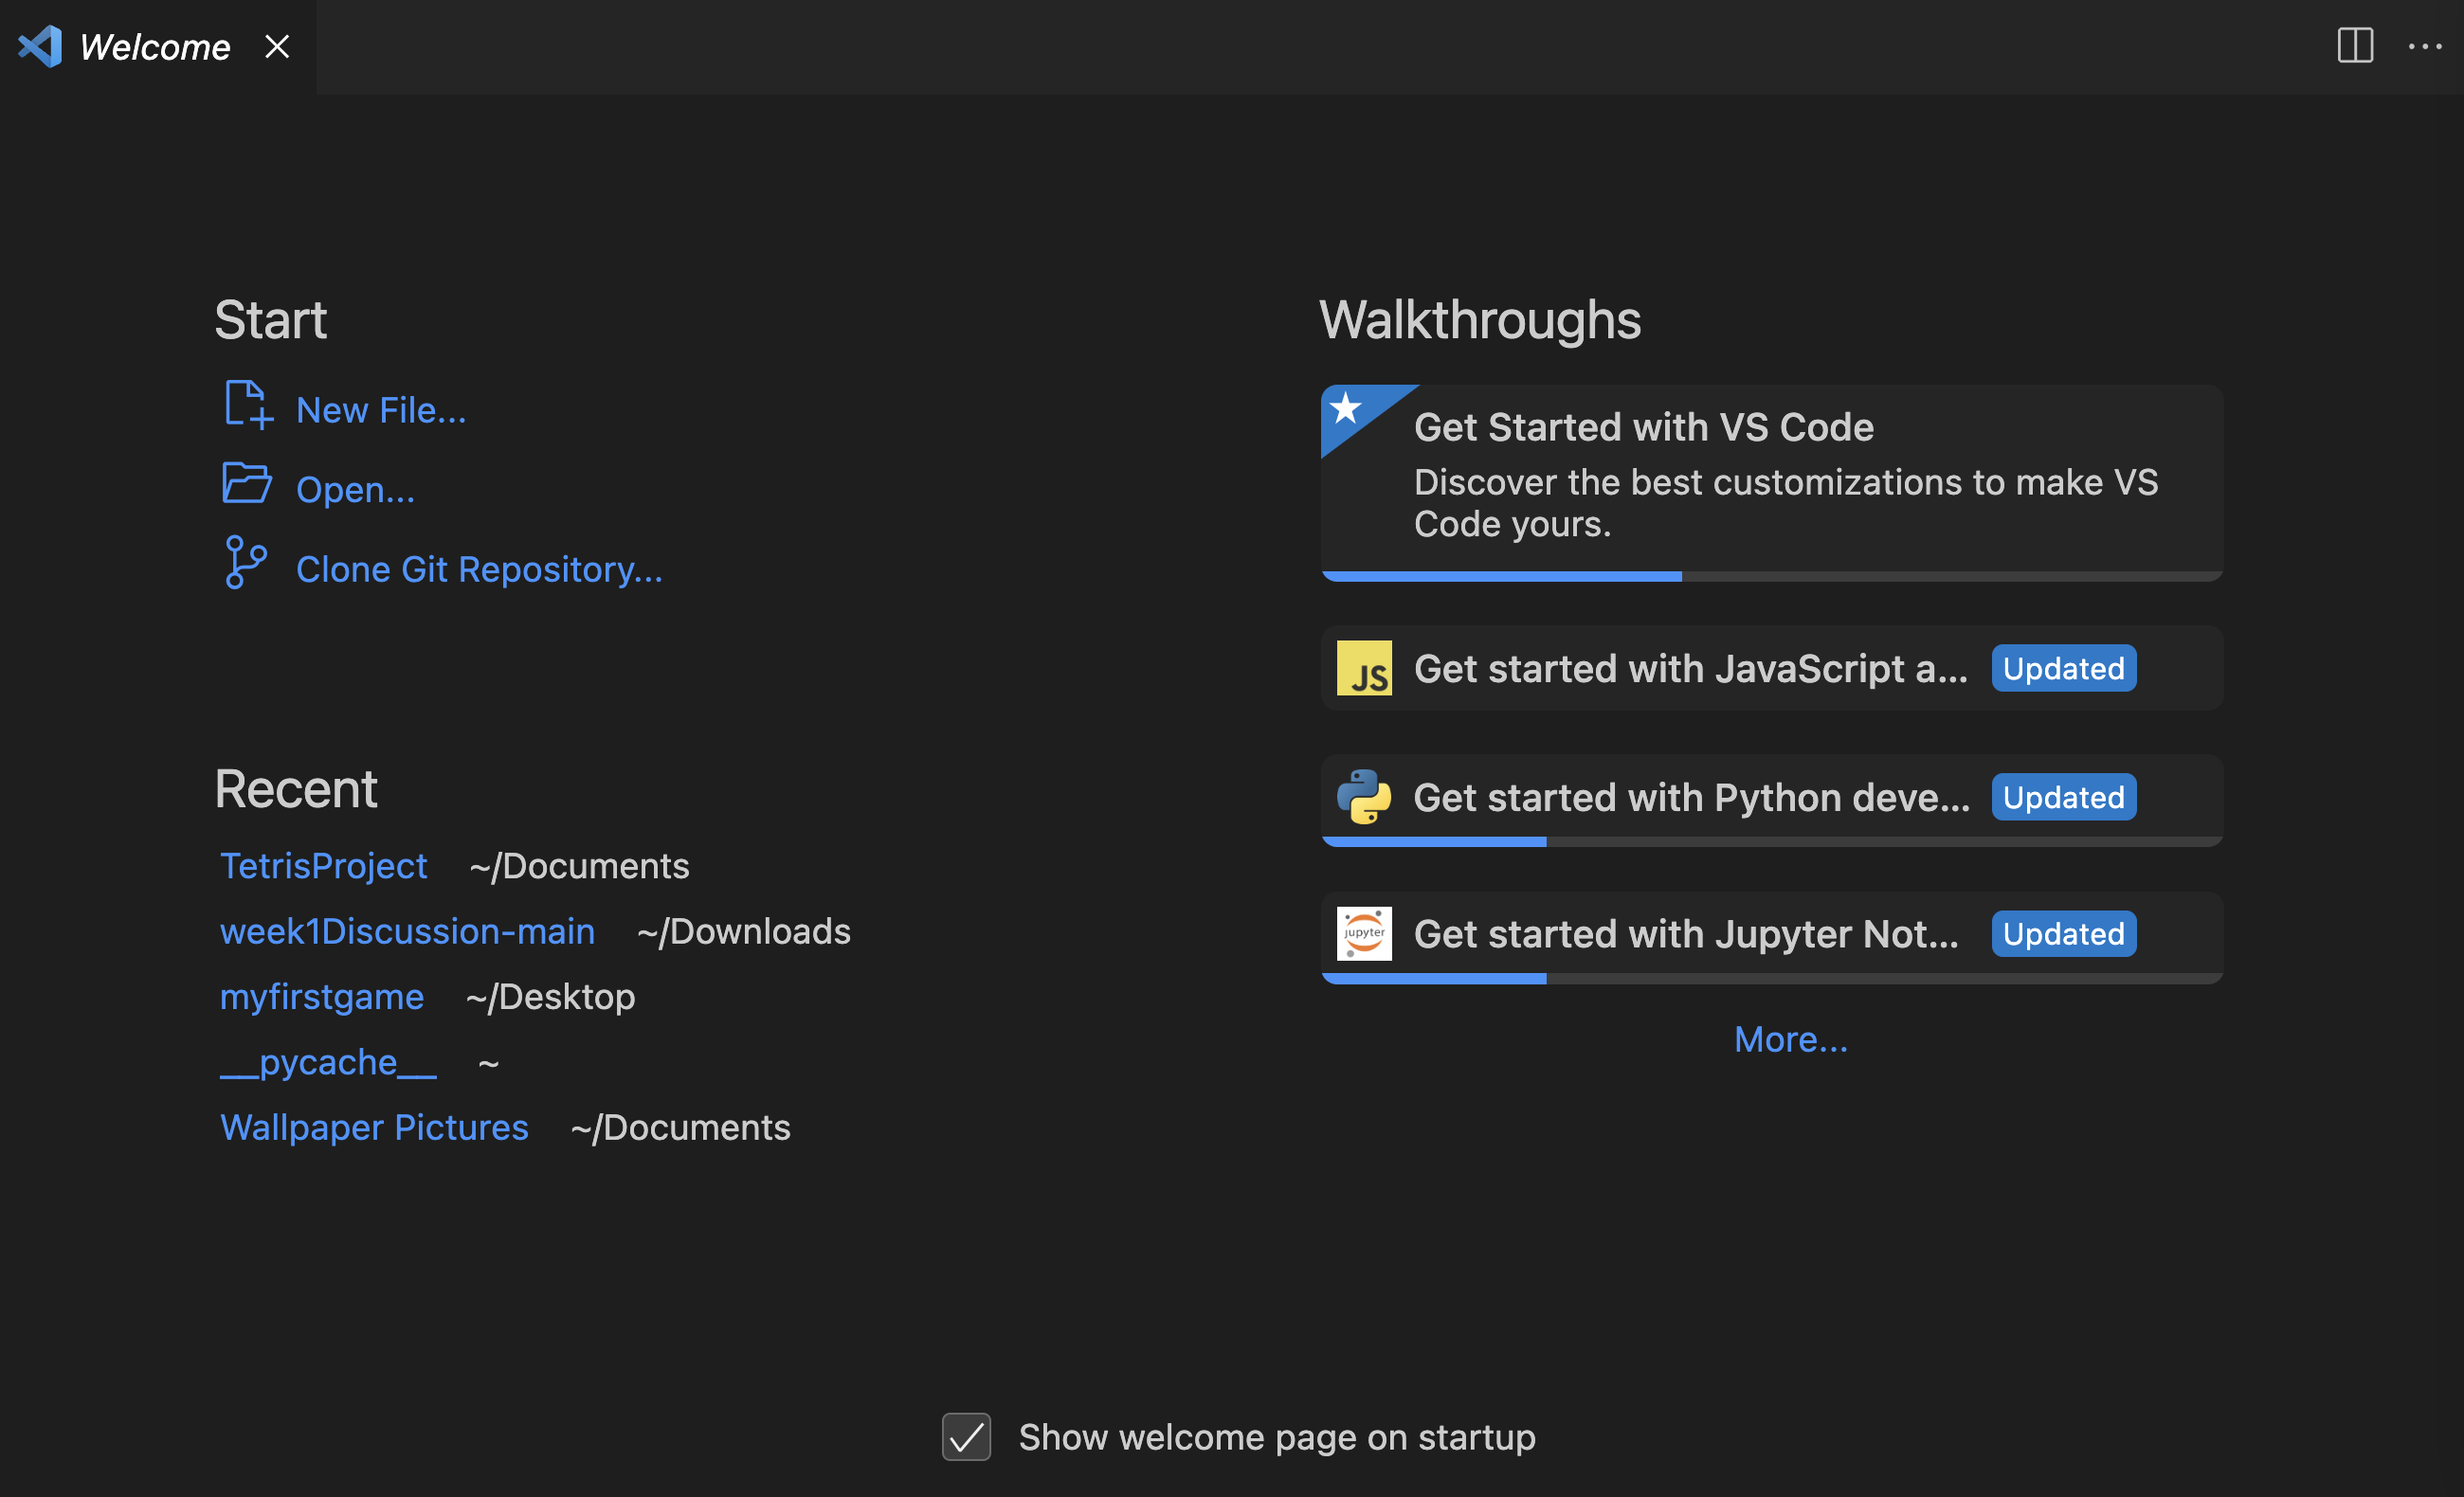 Welcome
Start
New File...
Open...
Clone Git Repository...
Recent
TetrisProject ~/Documents
week1Discussion-main ~/Downloads
myfirstgame ~/Desktop
__pycache__ ~
Wallpaper Pictures ~/Documents
Walkthroughs
Get Started with VS Code
Discover the best customizations to make VS
Code yours.
JS Get started with JavaScript a... Updated
Get started with Python deve... Updated
jupyter Get started with Jupyter Not... Updated
More...
Show welcome page on startup